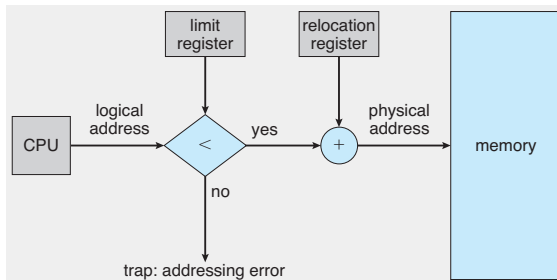 limit
register
relocation
register
logical
address
physical
address
CPU
<
yes
+
memory
no
trap: addressing error